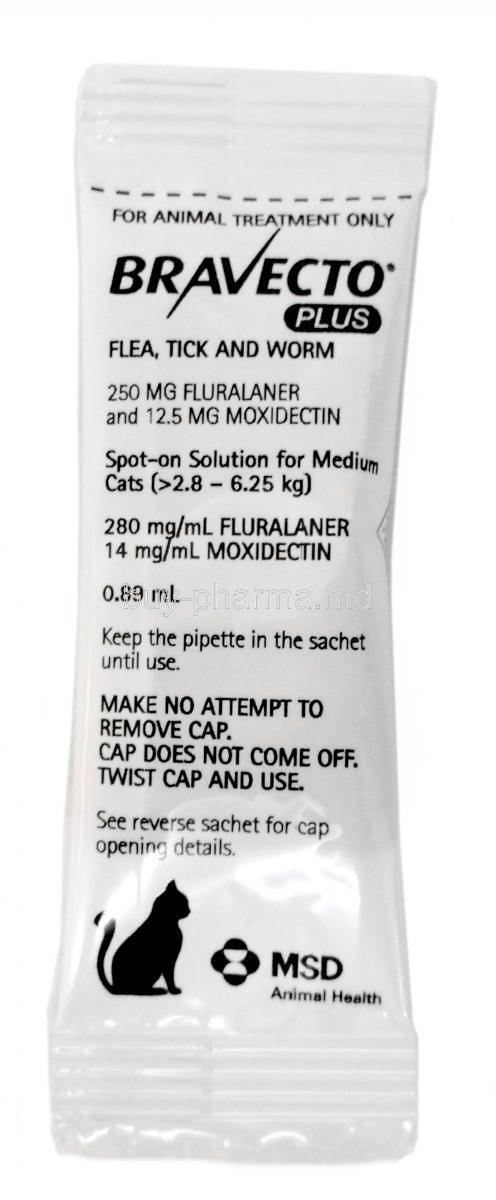 FOR ANIMAL TREATMENT ONLY
BRAVECTO®
PLUS
FLEA, TICK AND WORM
250 MG FLURALANER
and 12.5 MG MOXIDECTIN
Spot-on Solution for Medium
Cats (>2.8 – 6.25 kg)
280 mg/mL FLURALANER
14 mg/mL MOXIDECTIN
0.89 mL
buy-pharma.md
Keep the pipette in the sachet
until use.
MAKE NO ATTEMPT TO
REMOVE CAP.
CAP DOES NOT COME OFF.
TWIST CAP AND USE.
See reverse sachet for cap
opening details.
MSD
Animal Health